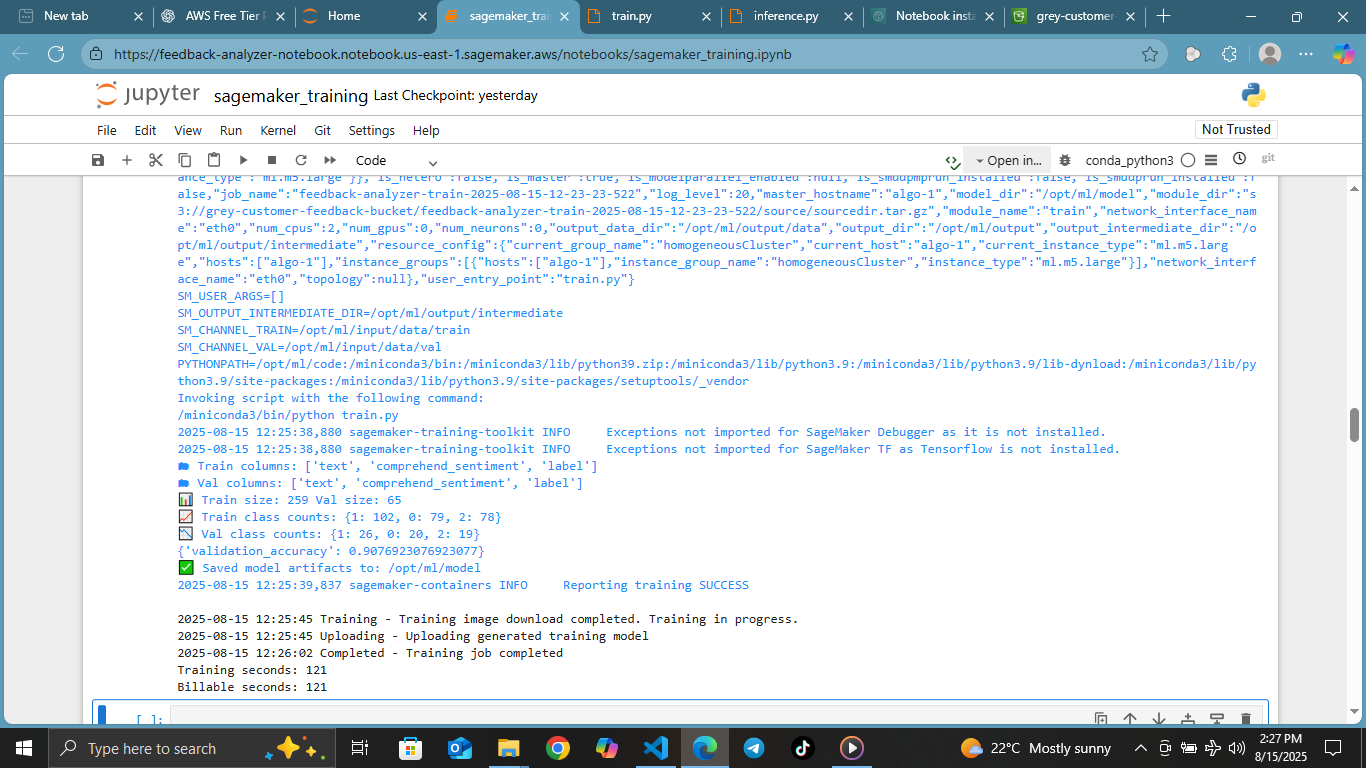 New tab
AWS Free Tier
Home
sagemaker_trai
train.py
inference.py
Notebook inst
grey-customer
https://feedback-analyzer-notebook.notebook.us-east-1.sagemaker.aws/notebooks/sagemaker_training.ipynb
jupyter sagemaker_training Last Checkpoint: yesterday
File Edit View Run Kernel Git Settings Help
Not Trusted
Code
Open in...
conda_python3
git
ance_type":"ml.m5.large"}},"is_hetero":false,"is_master":true,"is_modelparallel_enabled":null,"is_smddpmprun_installed":false,"is_smddprun_installed":f
alse,"job_name":"feedback-analyzer-train-2025-08-15-12-23-23-522","log_level":20,"master_hostname":"algo-1","model_dir":"/opt/ml/model","module_dir":"s
3://grey-customer-feedback-bucket/feedback-analyzer-train-2025-08-15-12-23-23-522/source/sourcedir.tar.gz","module_name":"train","network_interface_nam
e":"eth0","num_cpus":2,"num_gpus":0,"num_neurons":0,"output_data_dir":"/opt/ml/output/data","output_dir":"/opt/ml/output","output_intermediate_dir":"/o
pt/ml/output/intermediate","resource_config":{"current_group_name":"homogeneousCluster","current_host":"algo-1","current_instance_type":"ml.m5.larg
e","hosts":["algo-1"],"instance_groups":[{"hosts":["algo-1"],"instance_group_name":"homogeneousCluster","instance_type":"ml.m5.large"}],"network_interf
ace_name":"eth0","topology":null},"user_entry_point":"train.py"}
SM_USER_ARGS=[]
SM_OUTPUT_INTERMEDIATE_DIR=/opt/ml/output/intermediate
SM_CHANNEL_TRAIN=/opt/ml/input/data/train
SM_CHANNEL_VAL=/opt/ml/input/data/val
PYTHONPATH=/opt/ml/code:/miniconda3/bin:/miniconda3/lib/python39.zip:/miniconda3/lib/python3.9:/miniconda3/lib/python3.9/lib-dynload:/miniconda3/lib/py
thon3.9/site-packages:/miniconda3/lib/python3.9/site-packages/setuptools/_vendor
Invoking script with the following command:
/miniconda3/bin/python train.py
2025-08-15 12:25:38,880 sagemaker-training-toolkit INFO     Exceptions not imported for SageMaker Debugger as it is not installed.
2025-08-15 12:25:38,880 sagemaker-training-toolkit INFO     Exceptions not imported for SageMaker TF as Tensorflow is not installed.
Train columns: ['text', 'comprehend_sentiment', 'label']
Val columns: ['text', 'comprehend_sentiment', 'label']
📊 Train size: 259 Val size: 65
📈 Train class counts: {1: 102, 0: 79, 2: 78}
📉 Val class counts: {1: 26, 0: 20, 2: 19}
{'validation_accuracy': 0.9076923076923077}
✅ Saved model artifacts to: /opt/ml/model
2025-08-15 12:25:39,837 sagemaker-containers INFO     Reporting training SUCCESS
2025-08-15 12:25:45 Training - Training image download completed. Training in progress.
2025-08-15 12:25:45 Uploading - Uploading generated training model
2025-08-15 12:26:02 Completed - Training job completed
Training seconds: 121
Billable seconds: 121
[ ]:
Type here to search
22°C Mostly sunny
2:27 PM
8/15/2025